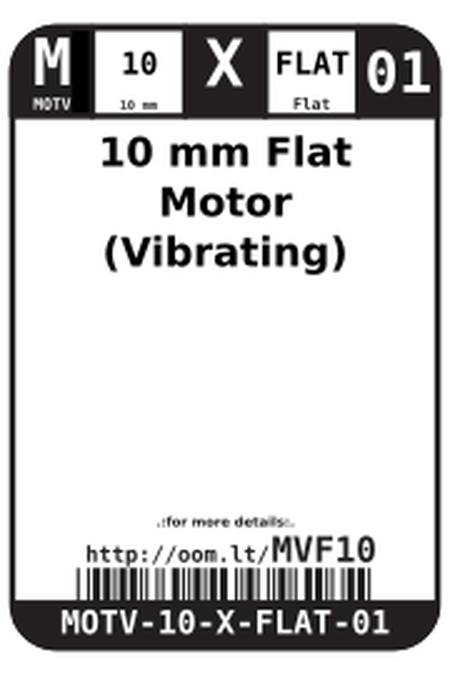 M 10 X FLAT 01
MOTV 10 mm Flat
10 mm Flat
Motor
(Vibrating)
.:for more details:.
http://oom.lt/MVF10
MOTV-10-X-FLAT-01